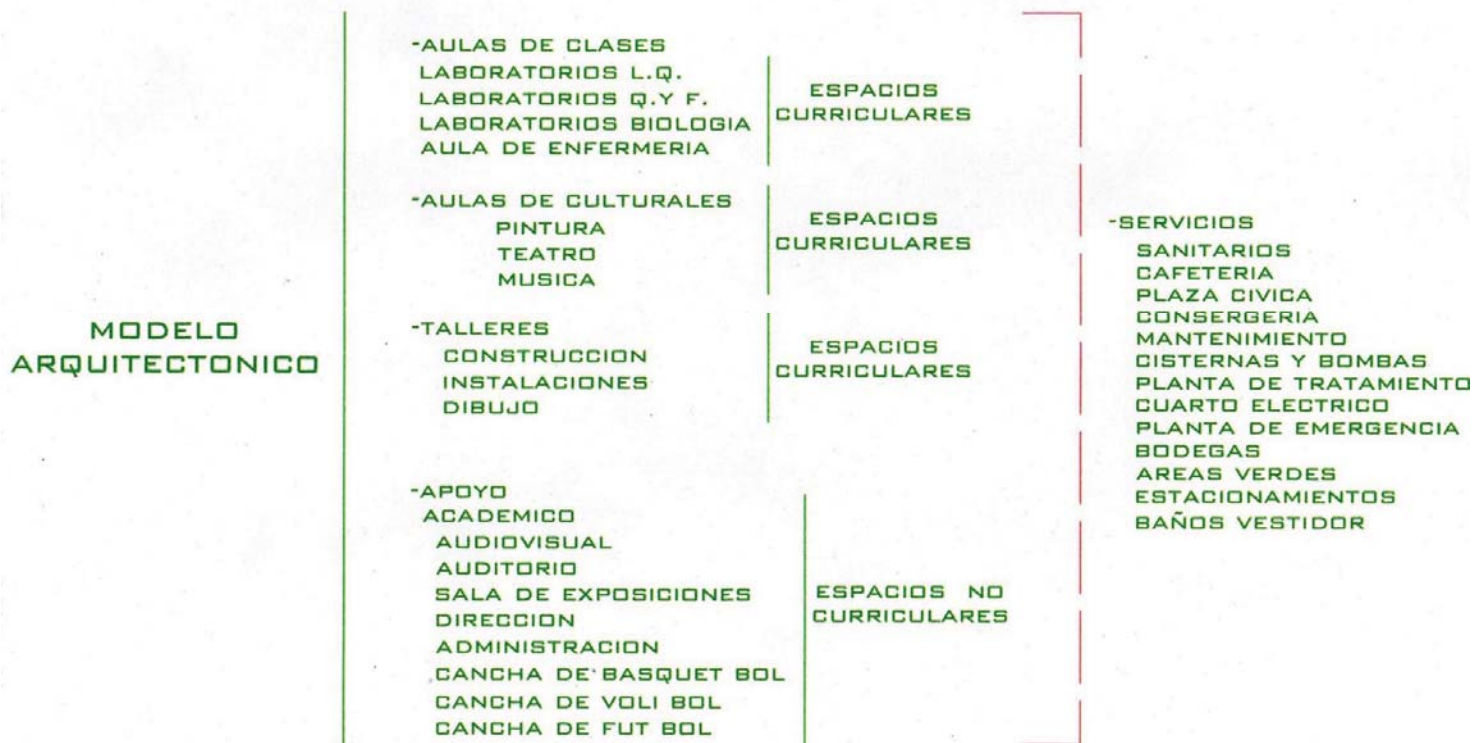 MODELO
ARQUITECTONICO
-AULAS DE CLASES
LABORATORIOS L.Q.
LABORATORIOS Q.Y F.
LABORATORIOS BIOLOGIA
AULA DE ENFERMERIA
ESPACIOS
CURRICULARES
-AULAS DE CULTURALES
PINTURA
TEATRO
MUSICA
ESPACIOS
CURRICULARES
-TALLERES
CONSTRUCCION
INSTALACIONES
DIBUJO
ESPACIOS
CURRICULARES
-APOYO
ACADEMICO
AUDIOVISUAL
AUDITORIO
SALA DE EXPOSICIONES
DIRECCION
ADMINISTRACION
CANCHA DE BASQUET BOL
CANCHA DE VOLI BOL
CANCHA DE FUT BOL
ESPACIOS NO
CURRICULARES
-SERVICIOS
SANITARIOS
CAFETERIA
PLAZA CIVICA
CONSERGERIA
MANTENIMIENTO
CISTERNAS Y BOMBAS
PLANTA DE TRATAMIENTO
CUARTO ELECTRICO
PLANTA DE EMERGENCIA
BODEGAS
AREAS VERDES
ESTACIONAMIENTOS
BAÑOS VESTIDOR